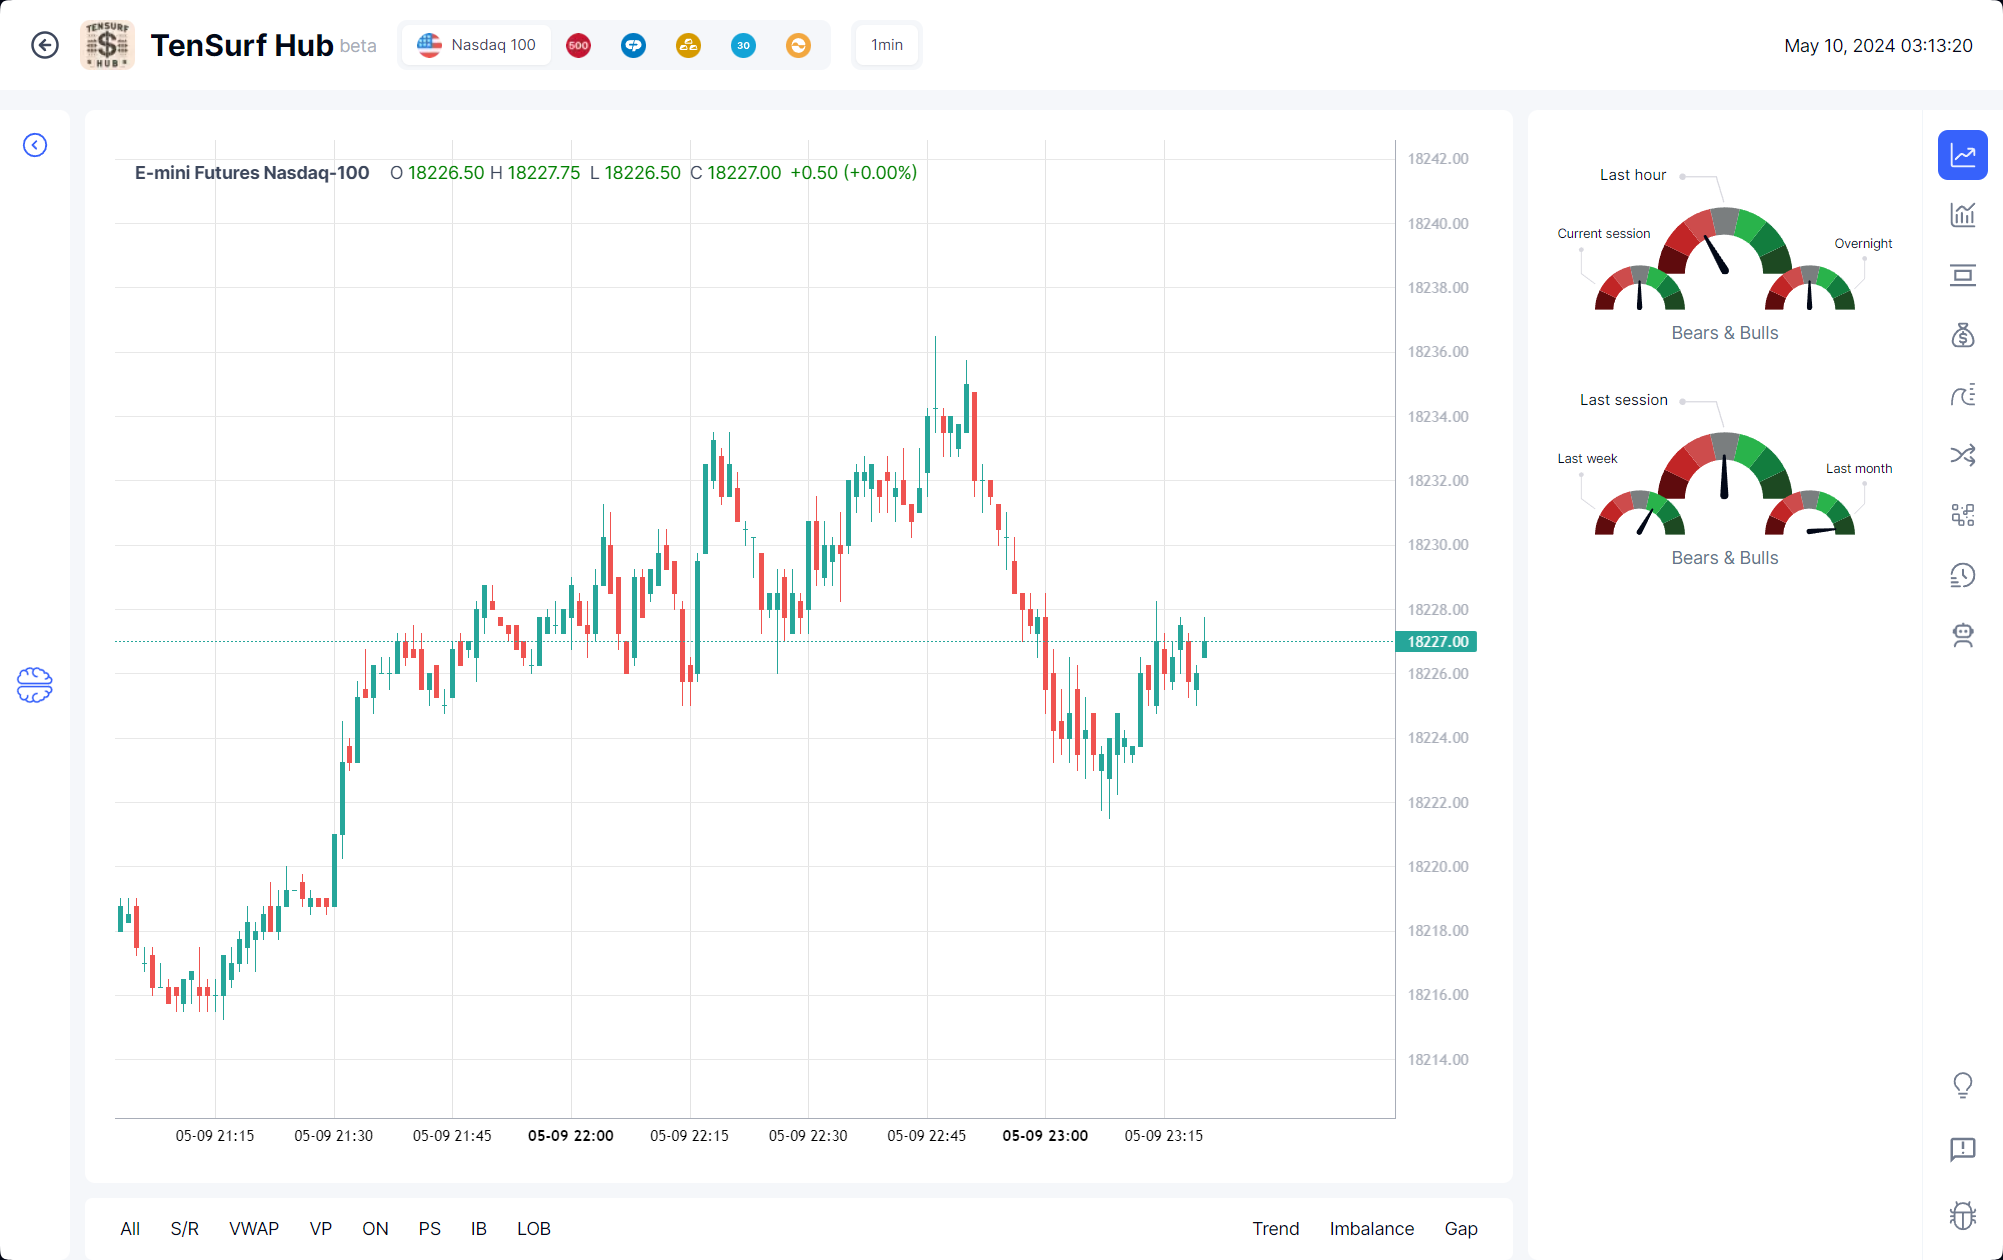 TENSURF
HUB
TenSurf Hub beta
Nasdaq 100
500
30
1min
May 10, 2024 03:13:20
E-mini Futures Nasdaq-100 O 18226.50 H 18227.75 L 18226.50 C 18227.00 +0.50 (+0.00%)
18242.00
18240.00
18238.00
18236.00
18234.00
18232.00
18230.00
18228.00
18227.00
18226.00
18224.00
18222.00
18220.00
18218.00
18216.00
18214.00
05-09 21:15 05-09 21:30 05-09 21:45 05-09 22:00 05-09 22:15 05-09 22:30 05-09 22:45 05-09 23:00 05-09 23:15
All S/R VWAP VP ON PS IB LOB
Trend Imbalance Gap
Last hour
Current session
Overnight
Bears & Bulls
Last session
Last week
Last month
Bears & Bulls